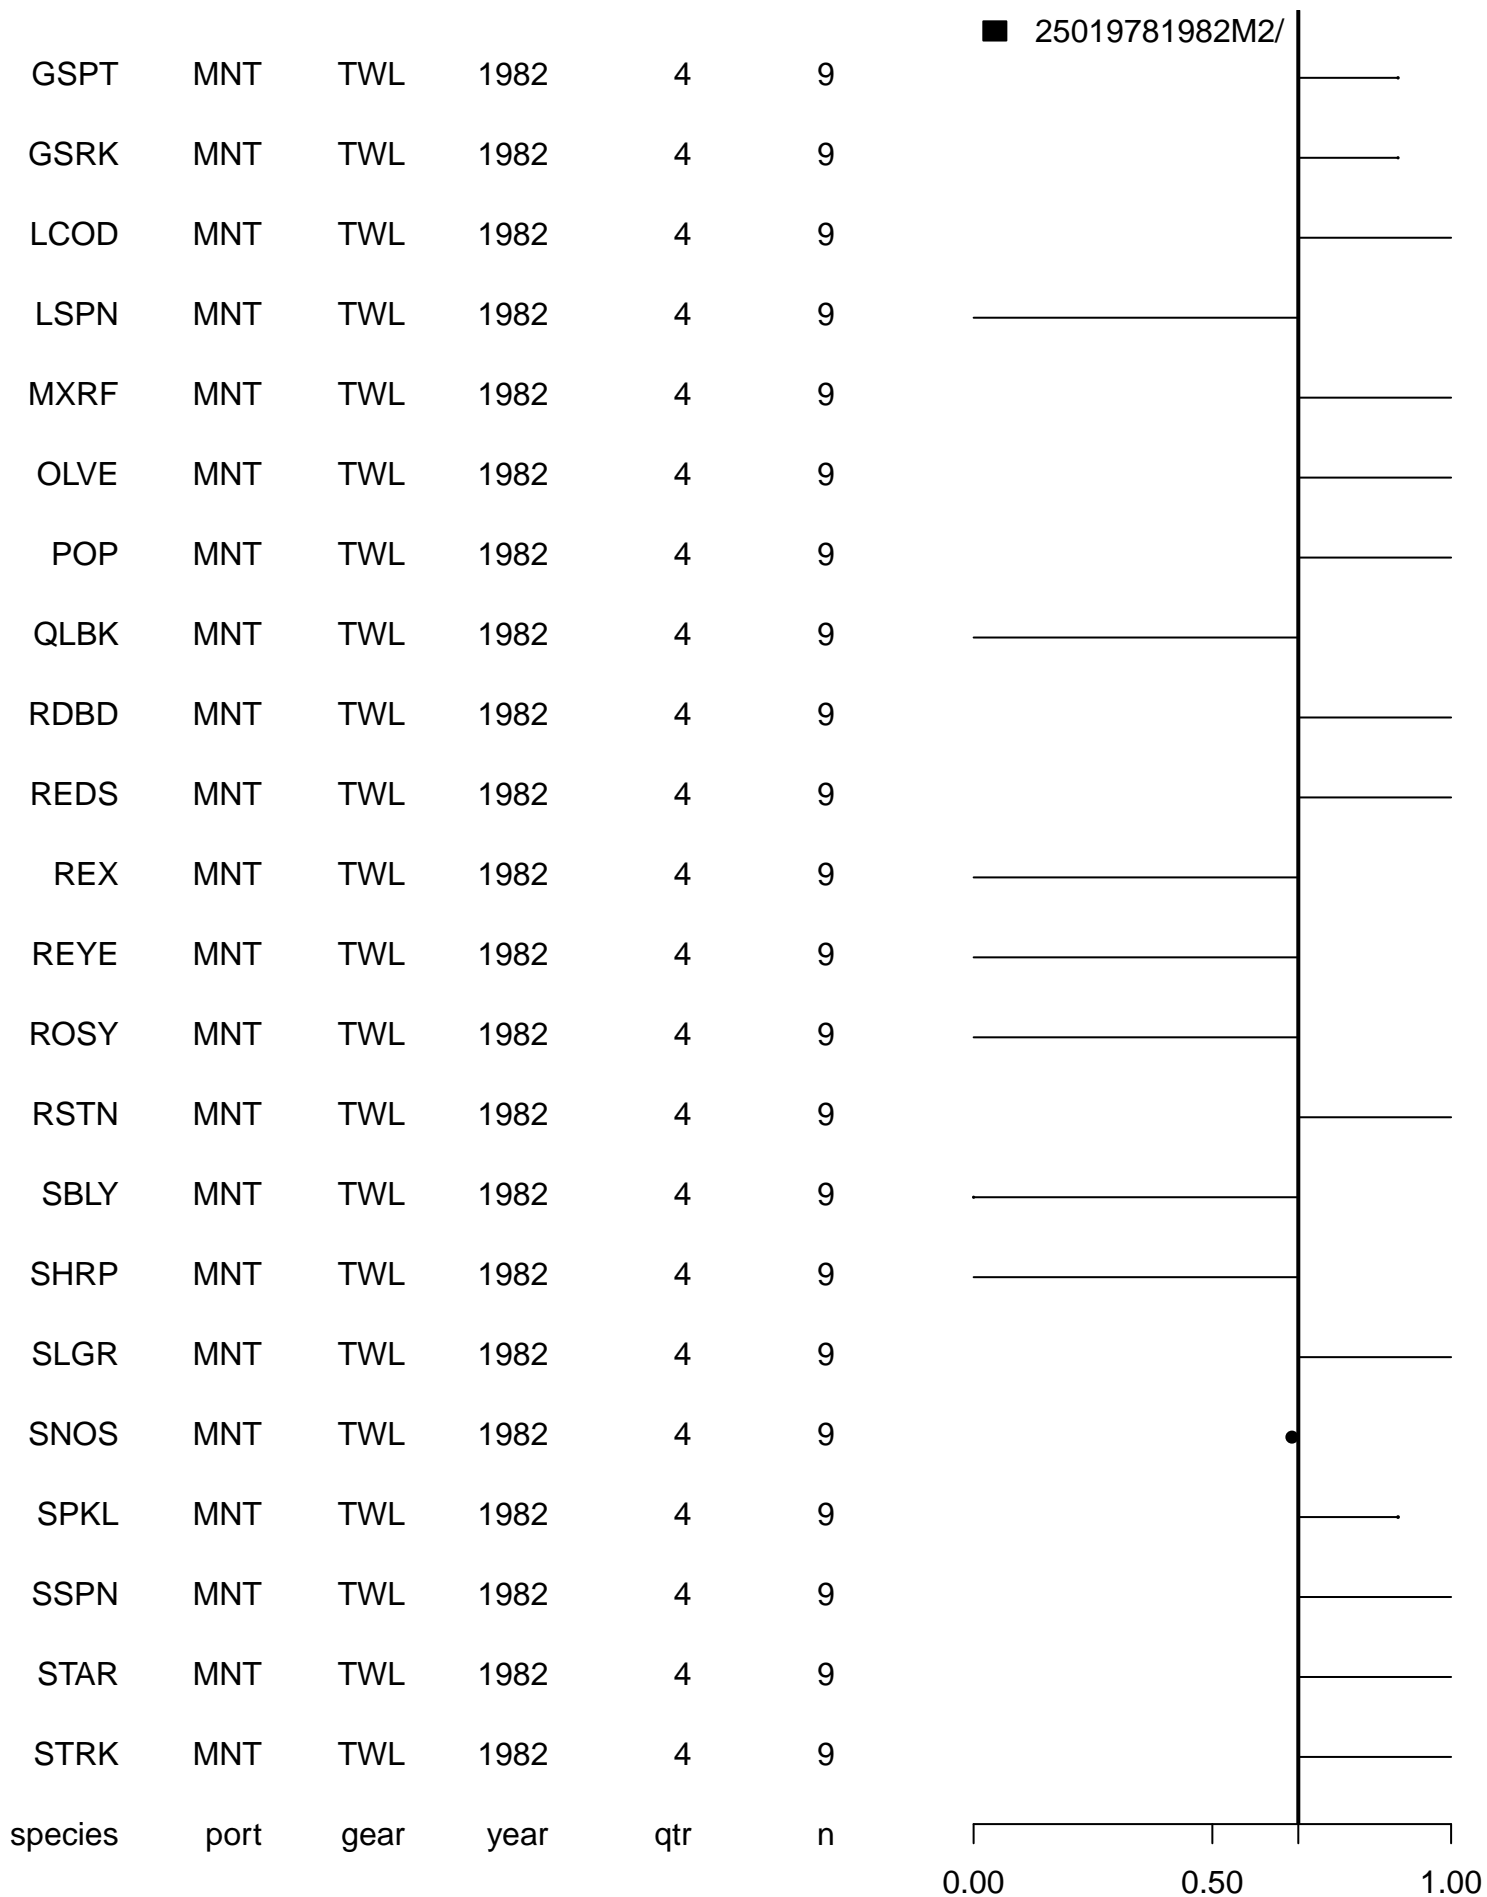 25019781982M2/
GSPT MNT TWL 1982 4 9
GSRK MNT TWL 1982 4 9
LCOD MNT TWL 1982 4 9
LSPN MNT TWL 1982 4 9
MXRF MNT TWL 1982 4 9
OLVE MNT TWL 1982 4 9
POP MNT TWL 1982 4 9
QLBK MNT TWL 1982 4 9
RDBD MNT TWL 1982 4 9
REDS MNT TWL 1982 4 9
REX MNT TWL 1982 4 9
REYE MNT TWL 1982 4 9
ROSY MNT TWL 1982 4 9
RSTN MNT TWL 1982 4 9
SBLY MNT TWL 1982 4 9
SHRP MNT TWL 1982 4 9
SLGR MNT TWL 1982 4 9
SNOS MNT TWL 1982 4 9
SPKL MNT TWL 1982 4 9
SSPN MNT TWL 1982 4 9
STAR MNT TWL 1982 4 9
STRK MNT TWL 1982 4 9
species port gear year qtr n
0.00 0.50 1.00